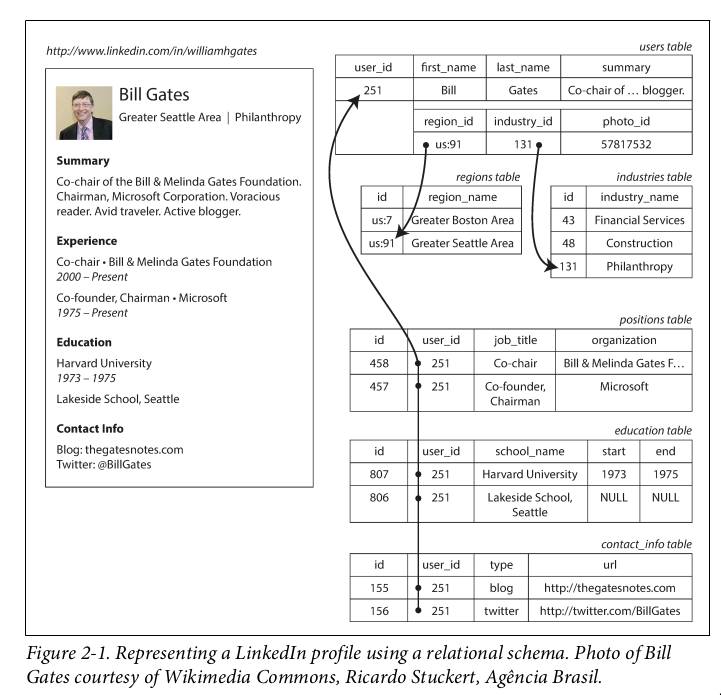 http://www.linkedin.com/in/williamhgates
Bill Gates
Greater Seattle Area | Philanthropy
Summary
Co-chair of the Bill & Melinda Gates Foundation.
Chairman, Microsoft Corporation. Voracious
reader. Avid traveler. Active blogger.
Experience
Co-chair • Bill & Melinda Gates Foundation
2000 – Present
Co-founder, Chairman • Microsoft
1975 – Present
Education
Harvard University
1973 – 1975
Lakeside School, Seattle
Contact Info
Blog: thegatesnotes.com
Twitter: @BillGates
users table
user_id first_name last_name summary
251 Bill Gates Co-chair of … blogger.
region_id industry_id photo_id
us:91 131 57817532
regions table
id region_name
us:7 Greater Boston Area
us:91 Greater Seattle Area
industries table
id industry_name
43 Financial Services
48 Construction
131 Philanthropy
positions table
id user_id job_title organization
458 251 Co-chair Bill & Melinda Gates F…
457 251 Co-founder, Microsoft
Chairman
education table
id user_id school_name start end
807 251 Harvard University 1973 1975
806 251 Lakeside School, NULL NULL
Seattle
contact_info table
id user_id type url
155 251 blog http://thegatesnotes.com
156 251 twitter http://twitter.com/BillGates
Figure 2-1. Representing a LinkedIn profile using a relational schema. Photo of Bill
Gates courtesy of Wikimedia Commons, Ricardo Stuckert, Agência Brasil.